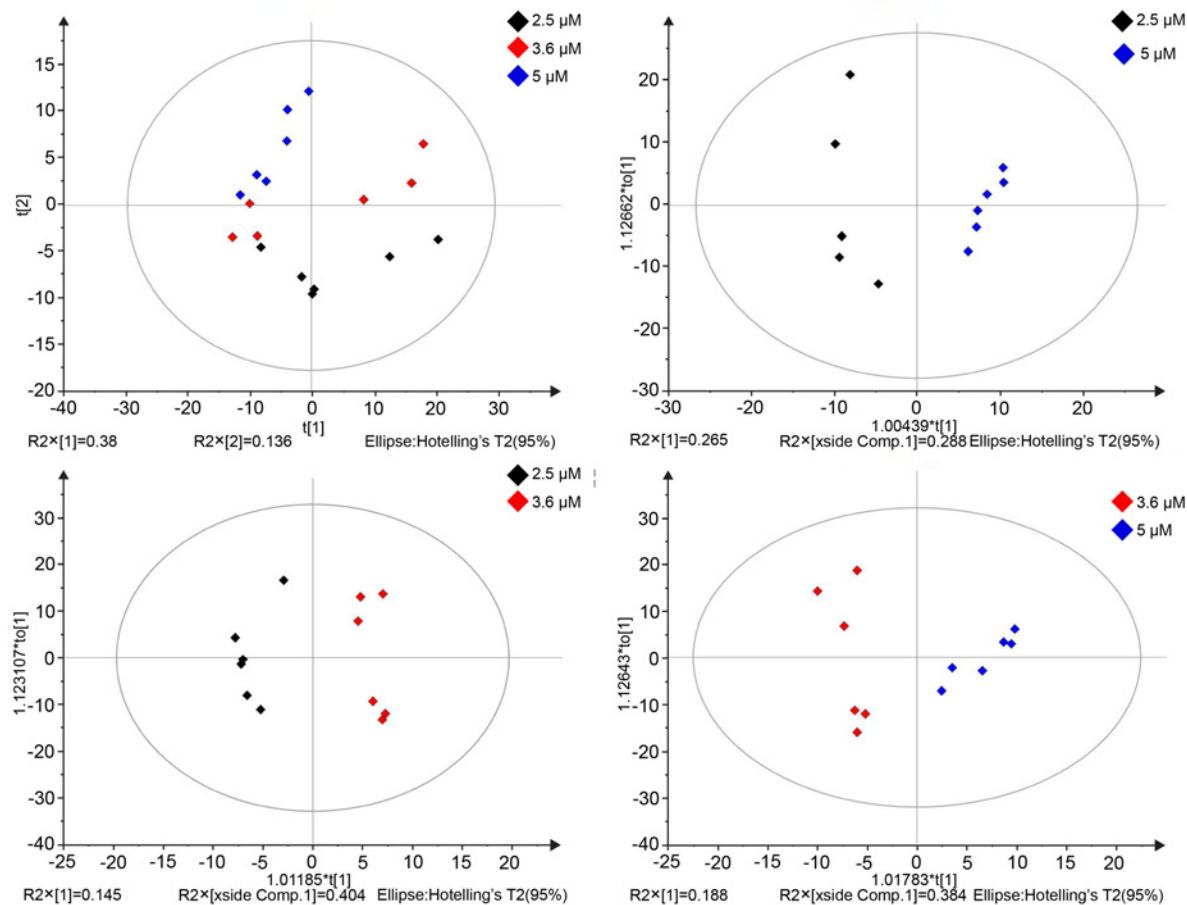 2.5 μM
3.6 μM
5 μM
15
10
5
0
-5
-10
-15
-20
t[2]
-40
-30
-20
-10
0
10
20
30
t[1]
R2×[1]=0.38
R2×[2]=0.136
Ellipse:Hotelling's T2(95%)
2.5 μM
5 μM
20
10
0
-10
-20
-30
1.12662*to[1]
-30
-20
-10
0
10
20
1.00439*t[1]
R2×[1]=0.265
R2×[xside Comp.1]=0.288
Ellipse:Hotelling's T2(95%)
2.5 μM
3.6 μM
30
20
10
0
-10
-20
-30
-40
1.123107*to[1]
-25
-20
-15
-10
-5
0
5
10
15
20
1.01185*t[1]
R2×[1]=0.145
R2×[xside Comp.1]=0.404
Ellipse:Hotelling's T2(95%)
3.6 μM
5 μM
30
20
10
0
-10
-20
-30
-40
1.12643*to[1]
-25
-20
-15
-10
-5
0
5
10
15
20
1.01783*t[1]
R2×[1]=0.188
R2×[xside Comp.1]=0.384
Ellipse:Hotelling's T2(95%)